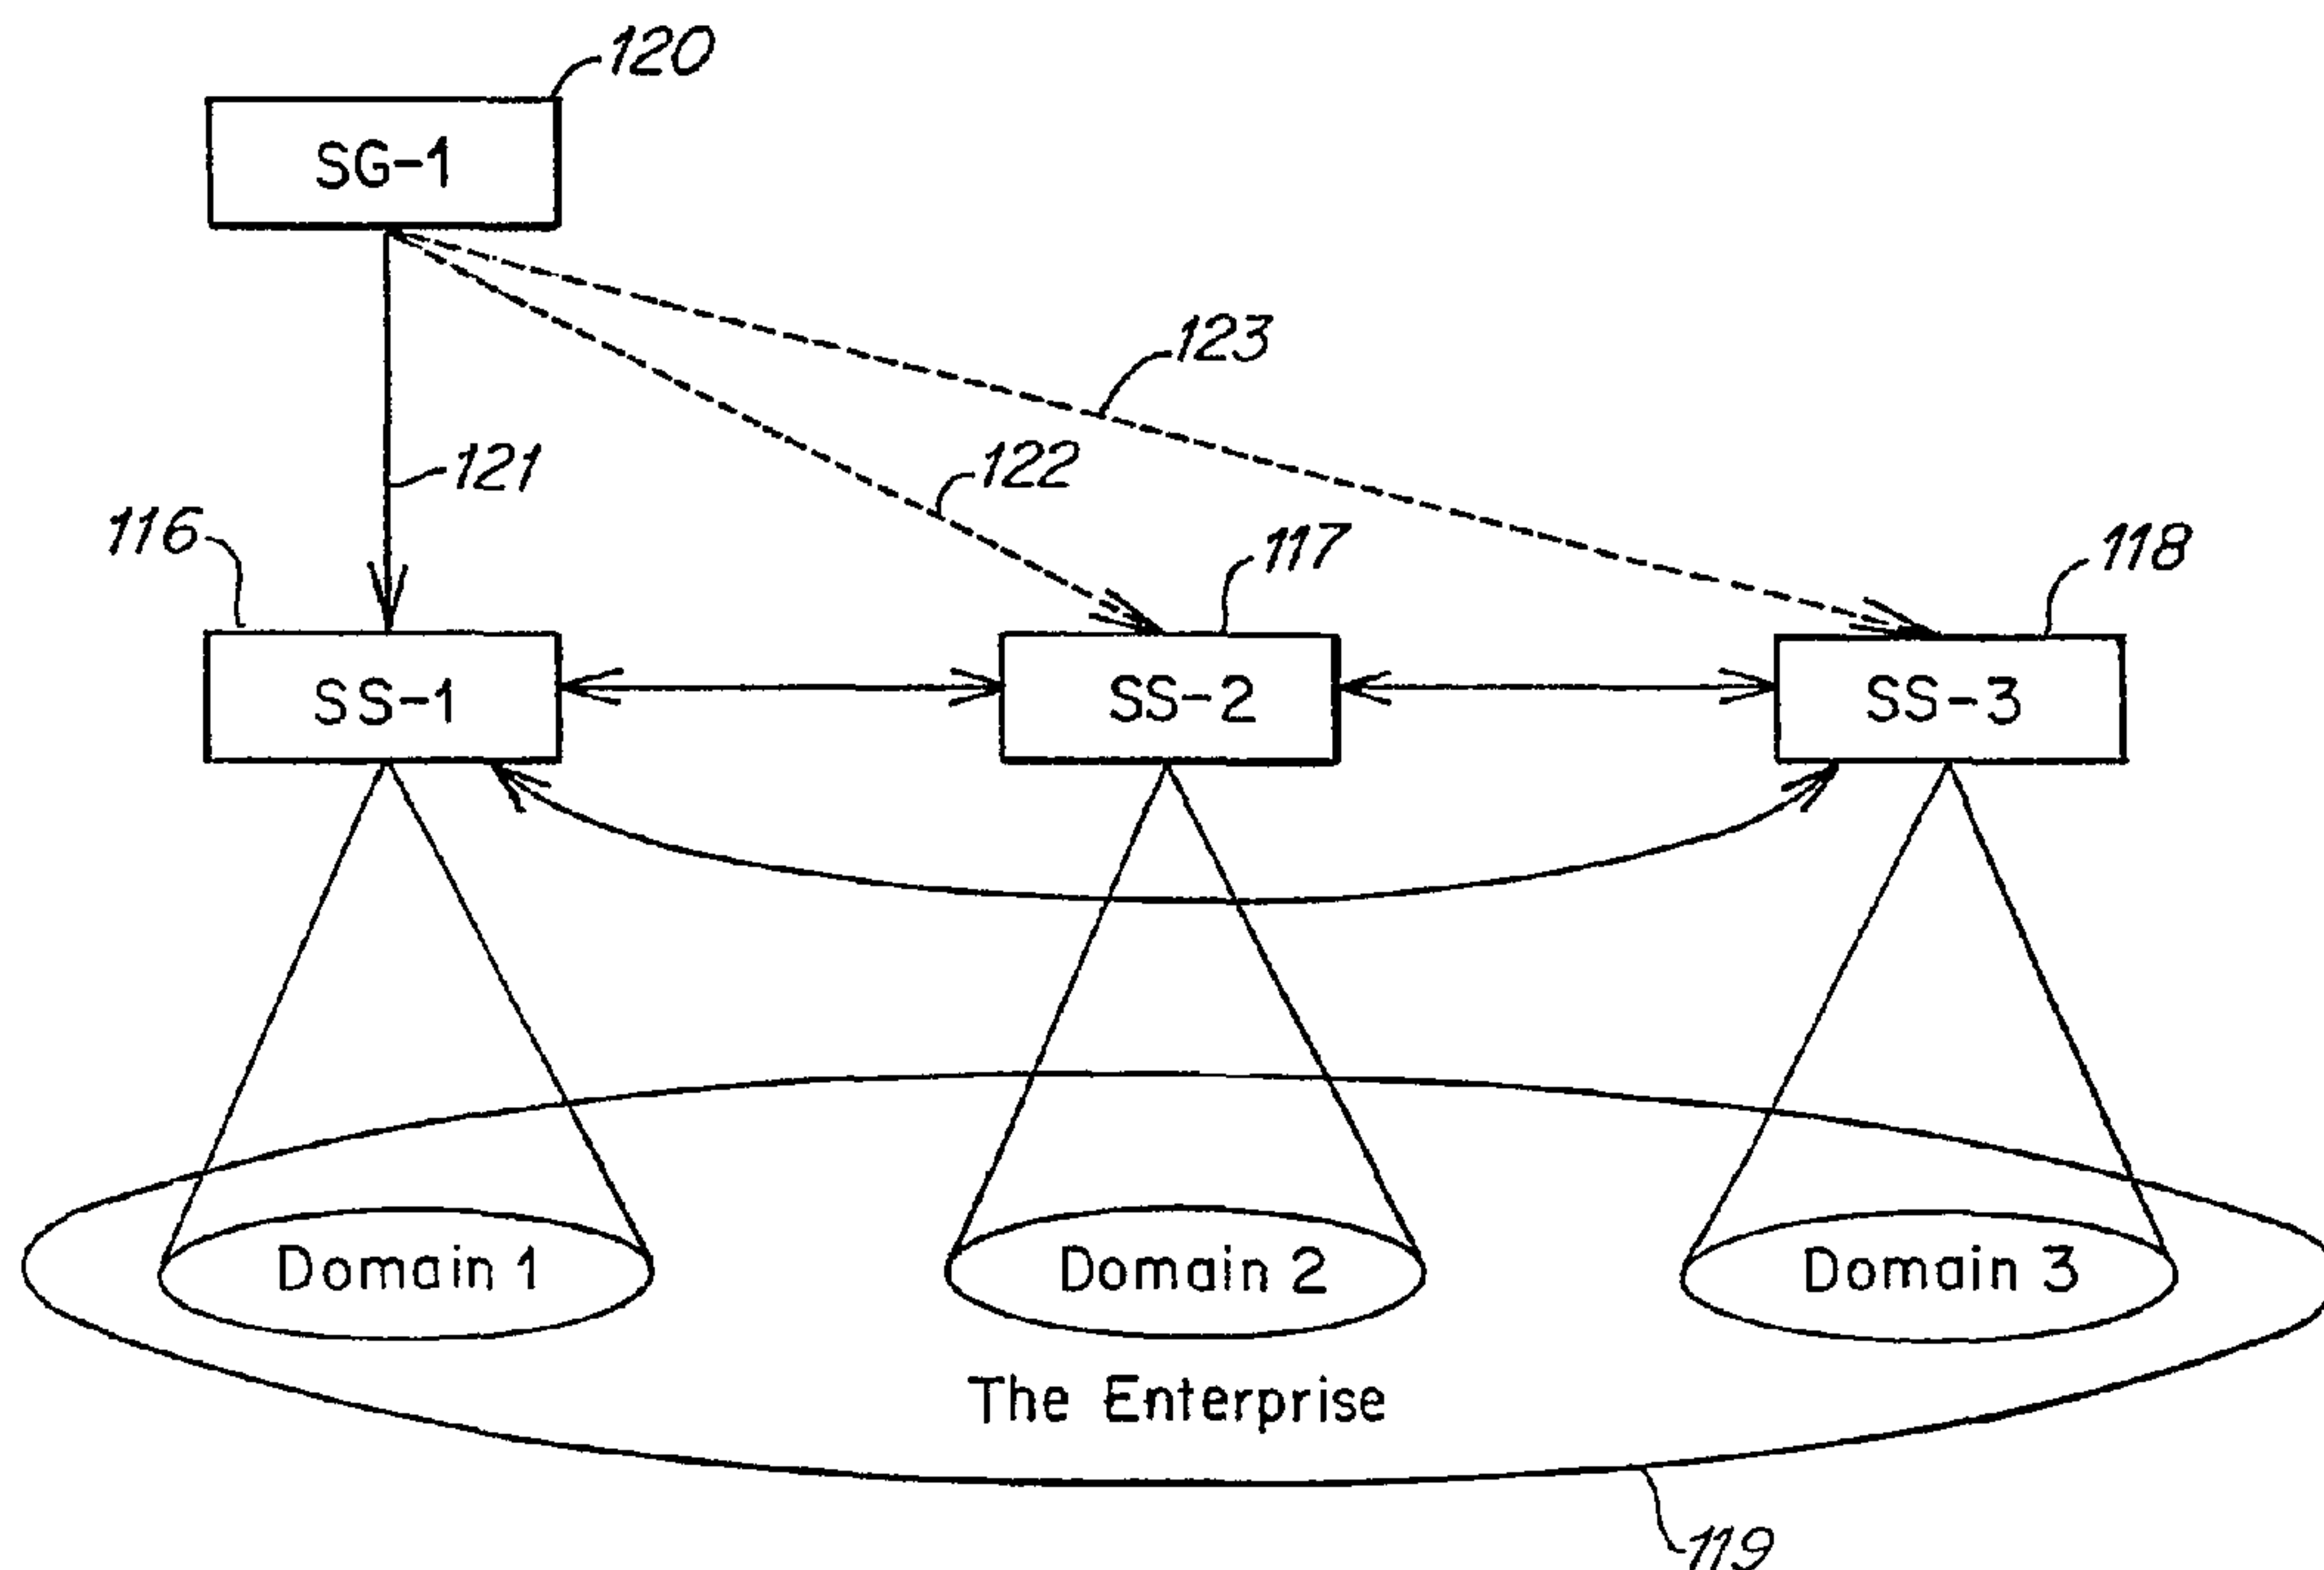 120
SG-1
123
122
121
116
117
118
SS-1
SS-2
SS-3
Domain 1
Domain 2
Domain 3
The Enterprise
119